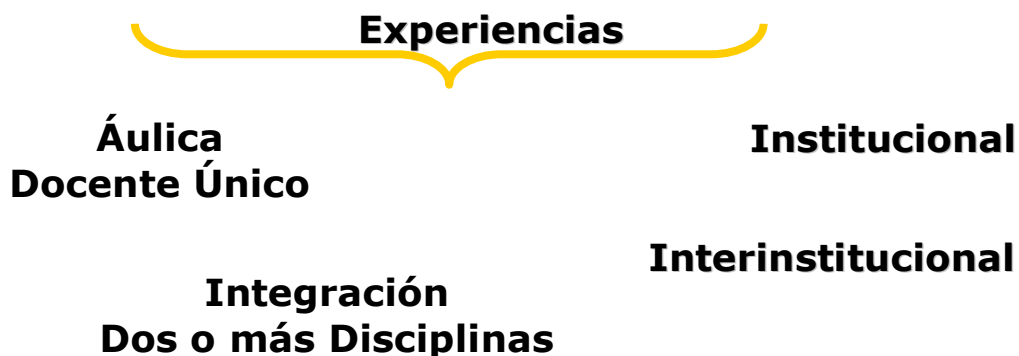 Experiencias
Áulica
Docente Único
Institucional
Interinstitucional
Integración
Dos o más Disciplinas